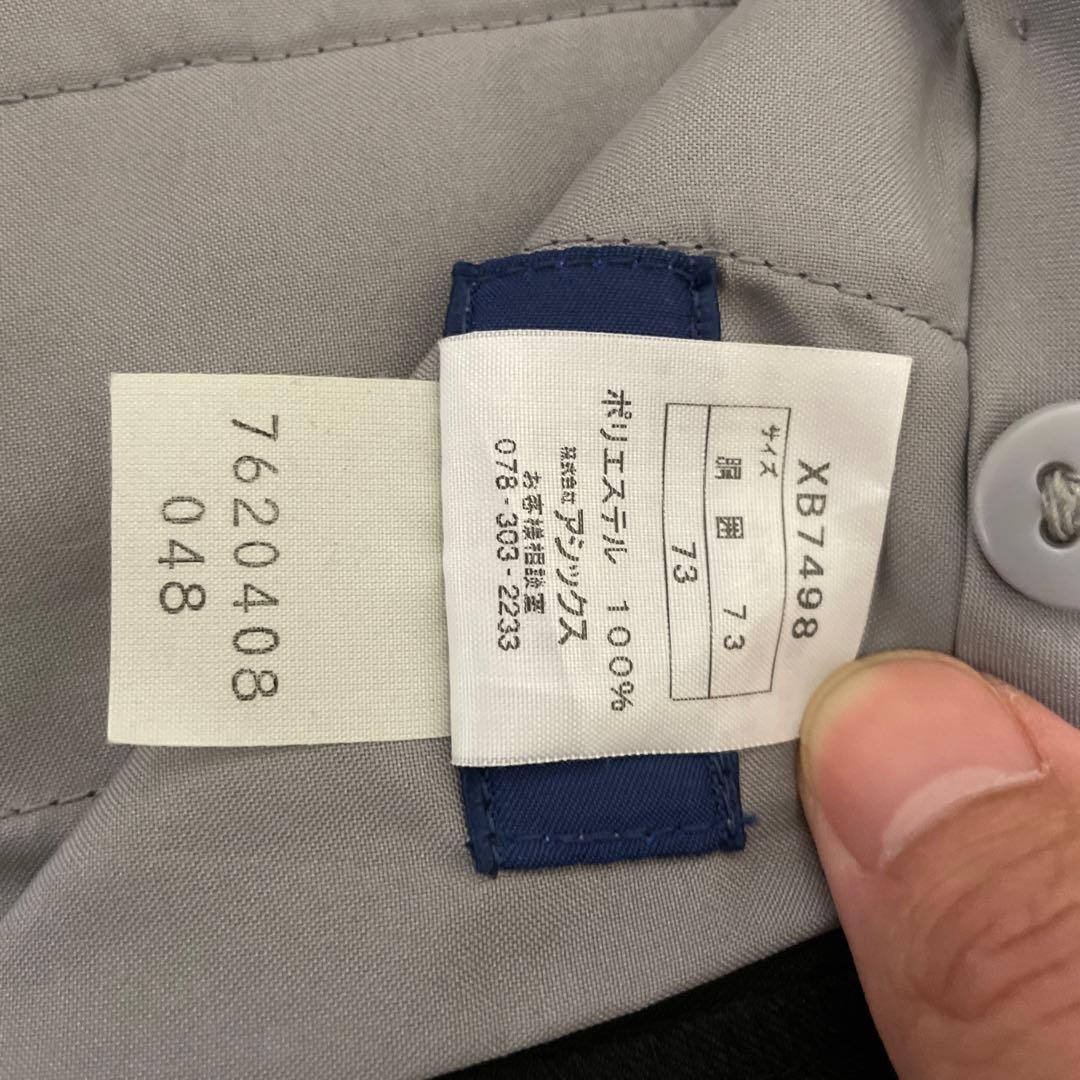 XB7498
サイズ
胴囲 73
73
ポリエステル 100%
株式会社アシックス
お客様相談室
078-303-2233
7620408
048